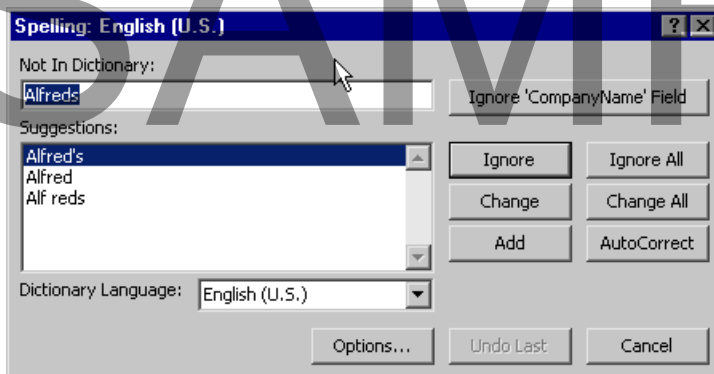 Spelling: English (U.S.)
Not In Dictionary:
Alfreds
Ignore 'CompanyName' Field
Suggestions:
Alfred's
Alfred
Alf reds
Ignore
Ignore All
Change
Change All
Add
AutoCorrect
Dictionary Language:
English (U.S.)
Options...
Undo Last
Cancel